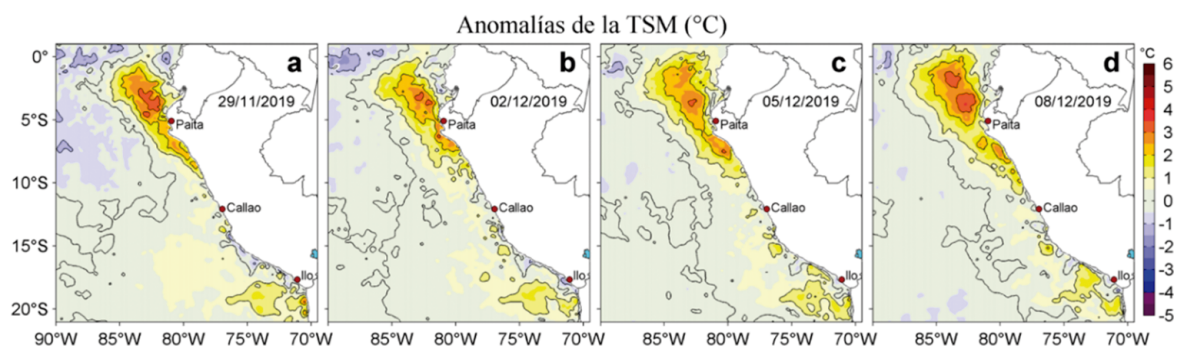 Anomalías de la TSM (°C)
a
29/11/2019
Paita
Callao
Ilo
b
02/12/2019
Paita
Callao
Ilo
c
05/12/2019
Paita
Callao
Ilo
d
08/12/2019
Paita
Callao
Ilo
0°
5°S
10°S
15°S
20°S
90°W 85°W 80°W 75°W 70°W
85°W 80°W 75°W 70°W
85°W 80°W 75°W 70°W
85°W 80°W 75°W 70°W
°C
6
5
4
3
2
1
0
-1
-2
-3
-4
-5